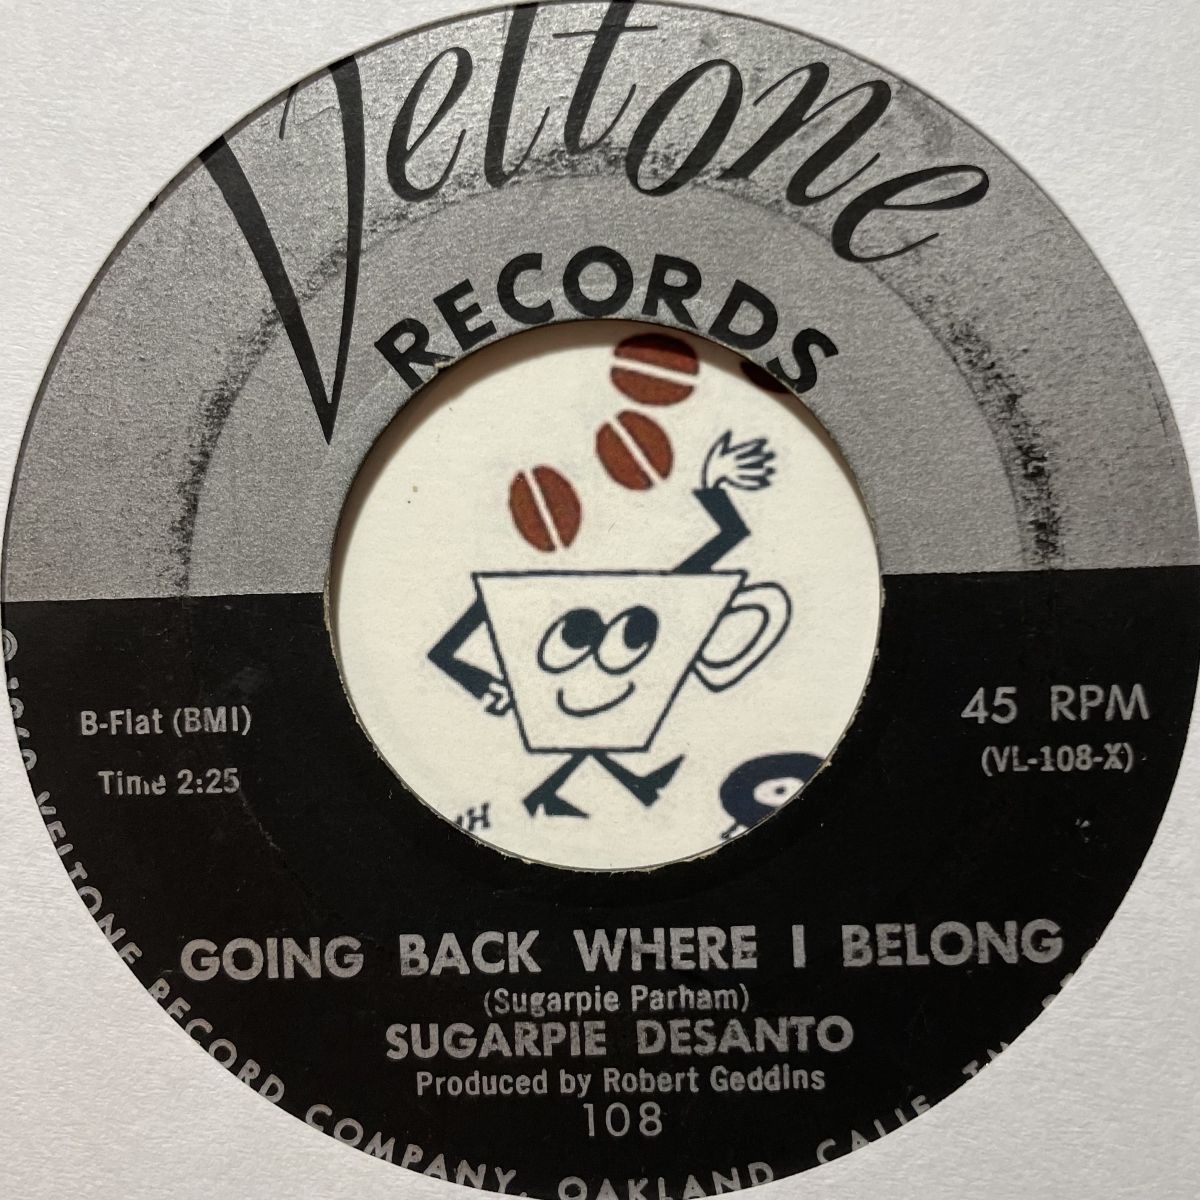 Veltone
RECORDS
B-Flat (BMI)
Time 2:25
45 RPM
(VL-108-X)
GOING BACK WHERE I BELONG
(Sugarpie Parham)
SUGARPIE DESANTO
Produced by Robert Geddins
108
VELTONE RECORD COMPANY, OAKLAND, CALIF.